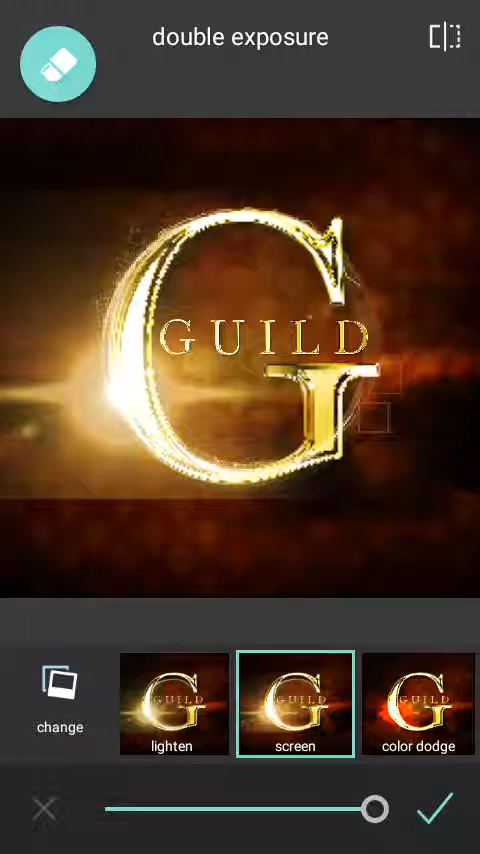 double exposure
G
GUILD
change
lighten
screen
color dodge